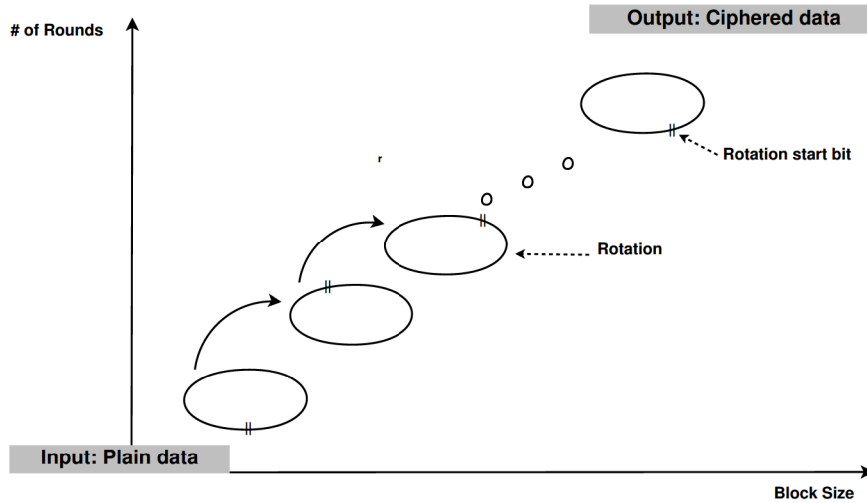 Output: Ciphered data
# of Rounds
Rotation start bit
r
Rotation
Input: Plain data
Block Size